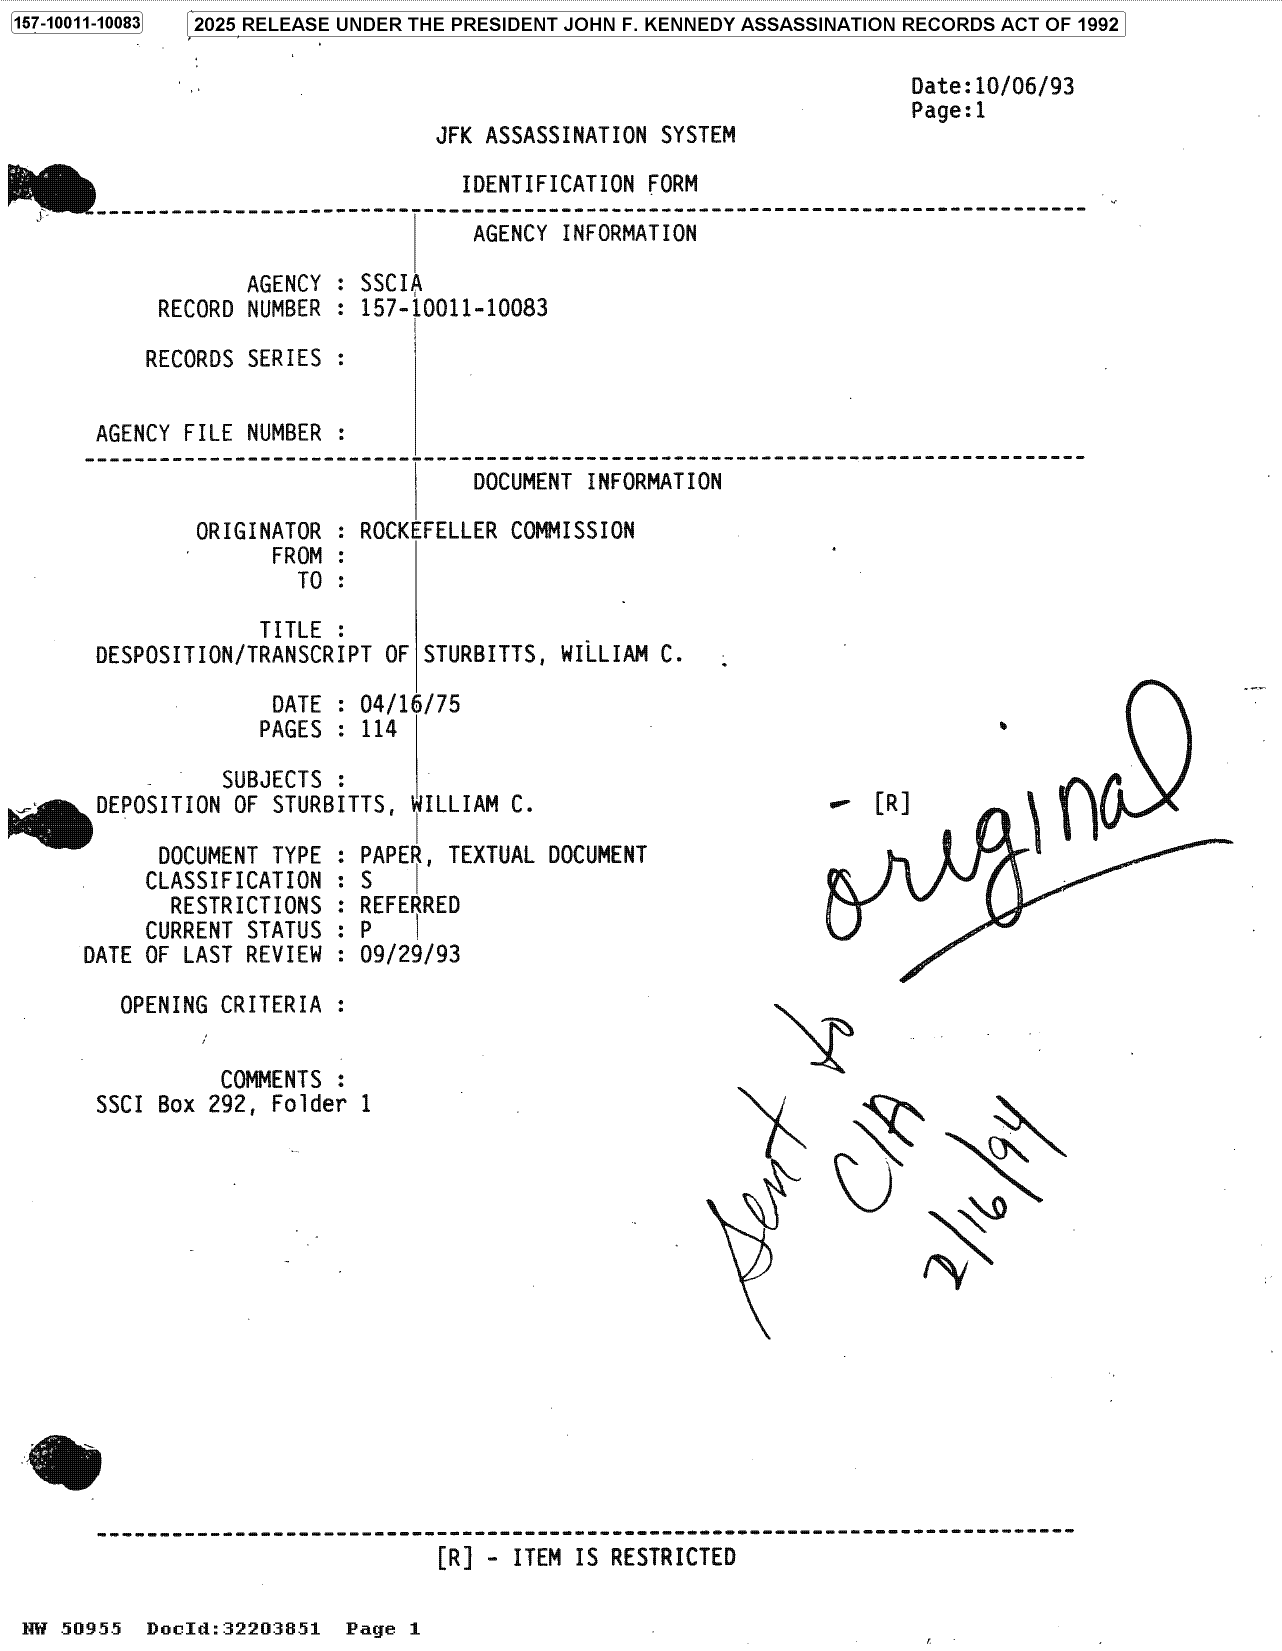 157-10011-10083
2025 RELEASE UNDER THE PRESIDENT JOHN F. KENNEDY ASSASSINATION RECORDS ACT OF 1992
Date:10/06/93
Page:1
JFK ASSASSINATION SYSTEM
IDENTIFICATION FORM
AGENCY INFORMATION
AGENCY : SSCIA
RECORD NUMBER : 157-10011-10083
RECORDS SERIES :
AGENCY FILE NUMBER :
DOCUMENT INFORMATION
ORIGINATOR : ROCKEFELLER COMMISSION
FROM :
TO :
TITLE :
DESPOSITION/TRANSCRIPT OF STURBITTS, WILLIAM C.
DATE : 04/16/75
PAGES : 114
SUBJECTS :
DEPOSITION OF STURBITTS, WILLIAM C.
- [R]
original
DOCUMENT TYPE : PAPER, TEXTUAL DOCUMENT
CLASSIFICATION : S
RESTRICTIONS : REFERRED
CURRENT STATUS : P
DATE OF LAST REVIEW : 09/29/93
OPENING CRITERIA :
COMMENTS :
SSCI Box 292, Folder 1
sent to
CIA
2/16/94
[R] - ITEM IS RESTRICTED
NW 50955 DocId:32203851 Page 1